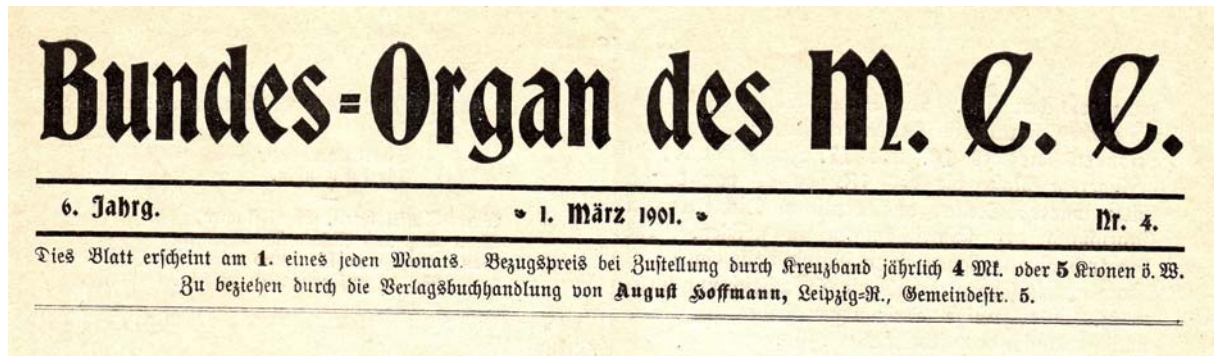 Bundes=Organ des M. C. C.
6. Jahrg.
1. März 1901.
Nr. 4.
Dies Blatt erscheint am 1. eines jeden Monats. Bezugspreis bei Zustellung durch Kreuzband jährlich 4 Mk. oder 5 Kronen ö. W.
Zu beziehen durch die Verlagsbuchhandlung von August Hoffmann, Leipzig=R., Gemeindestr. 5.